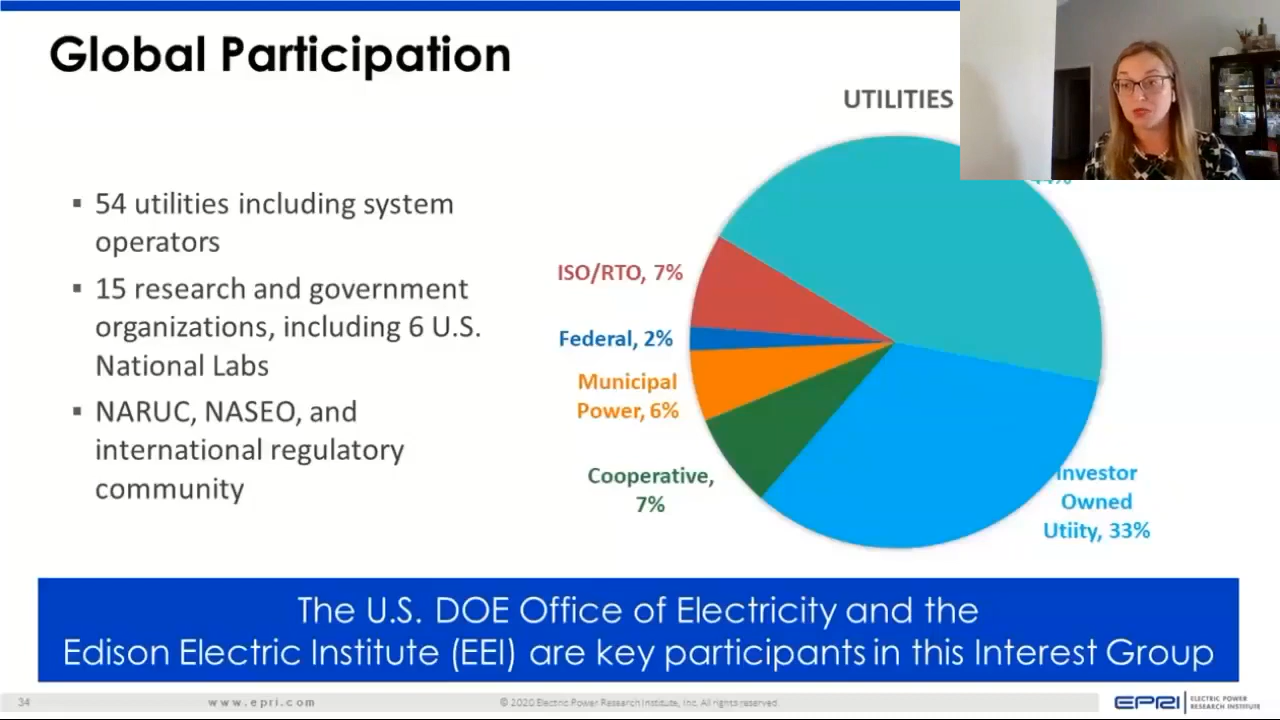 Global Participation
UTILITIES
▪ 54 utilities including system
operators
▪ 15 research and government
organizations, including 6 U.S.
National Labs
▪ NARUC, NASEO, and
international regulatory
community
ISO/RTO, 7%
Federal, 2%
Municipal
Power, 6%
Cooperative,
7%
Investor
Owned
Utiity, 33%
The U.S. DOE Office of Electricity and the
Edison Electric Institute (EEI) are key participants in this Interest Group
34
www.epri.com
© 2020 Electric Power Research Institute, Inc. All rights reserved.
EPRI
ELECTRIC POWER
RESEARCH INSTITUTE